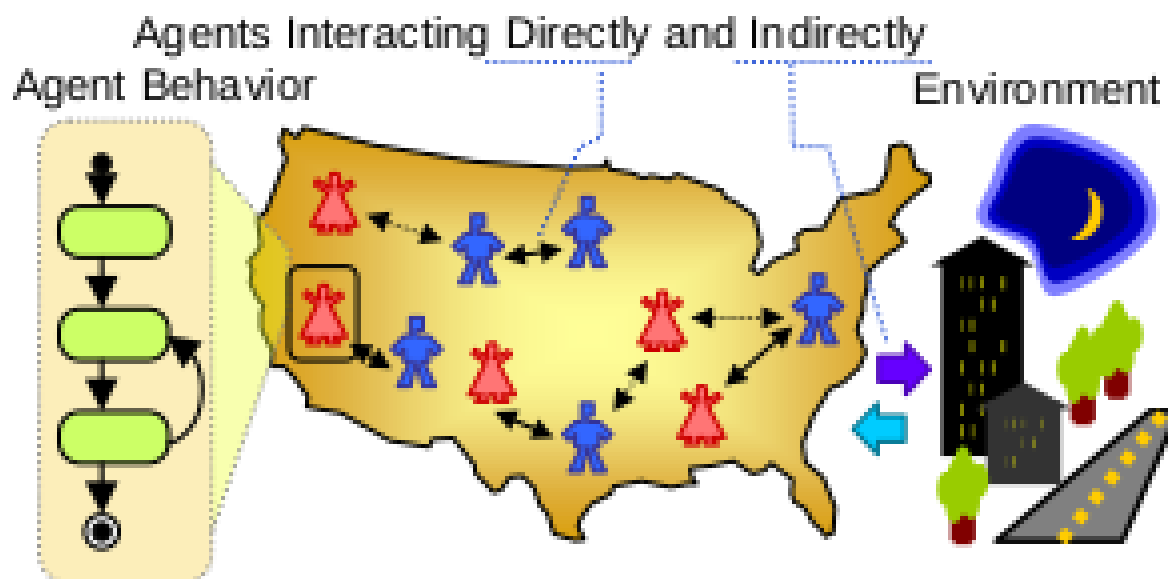 Agents Interacting Directly and Indirectly
Agent Behavior
Environment